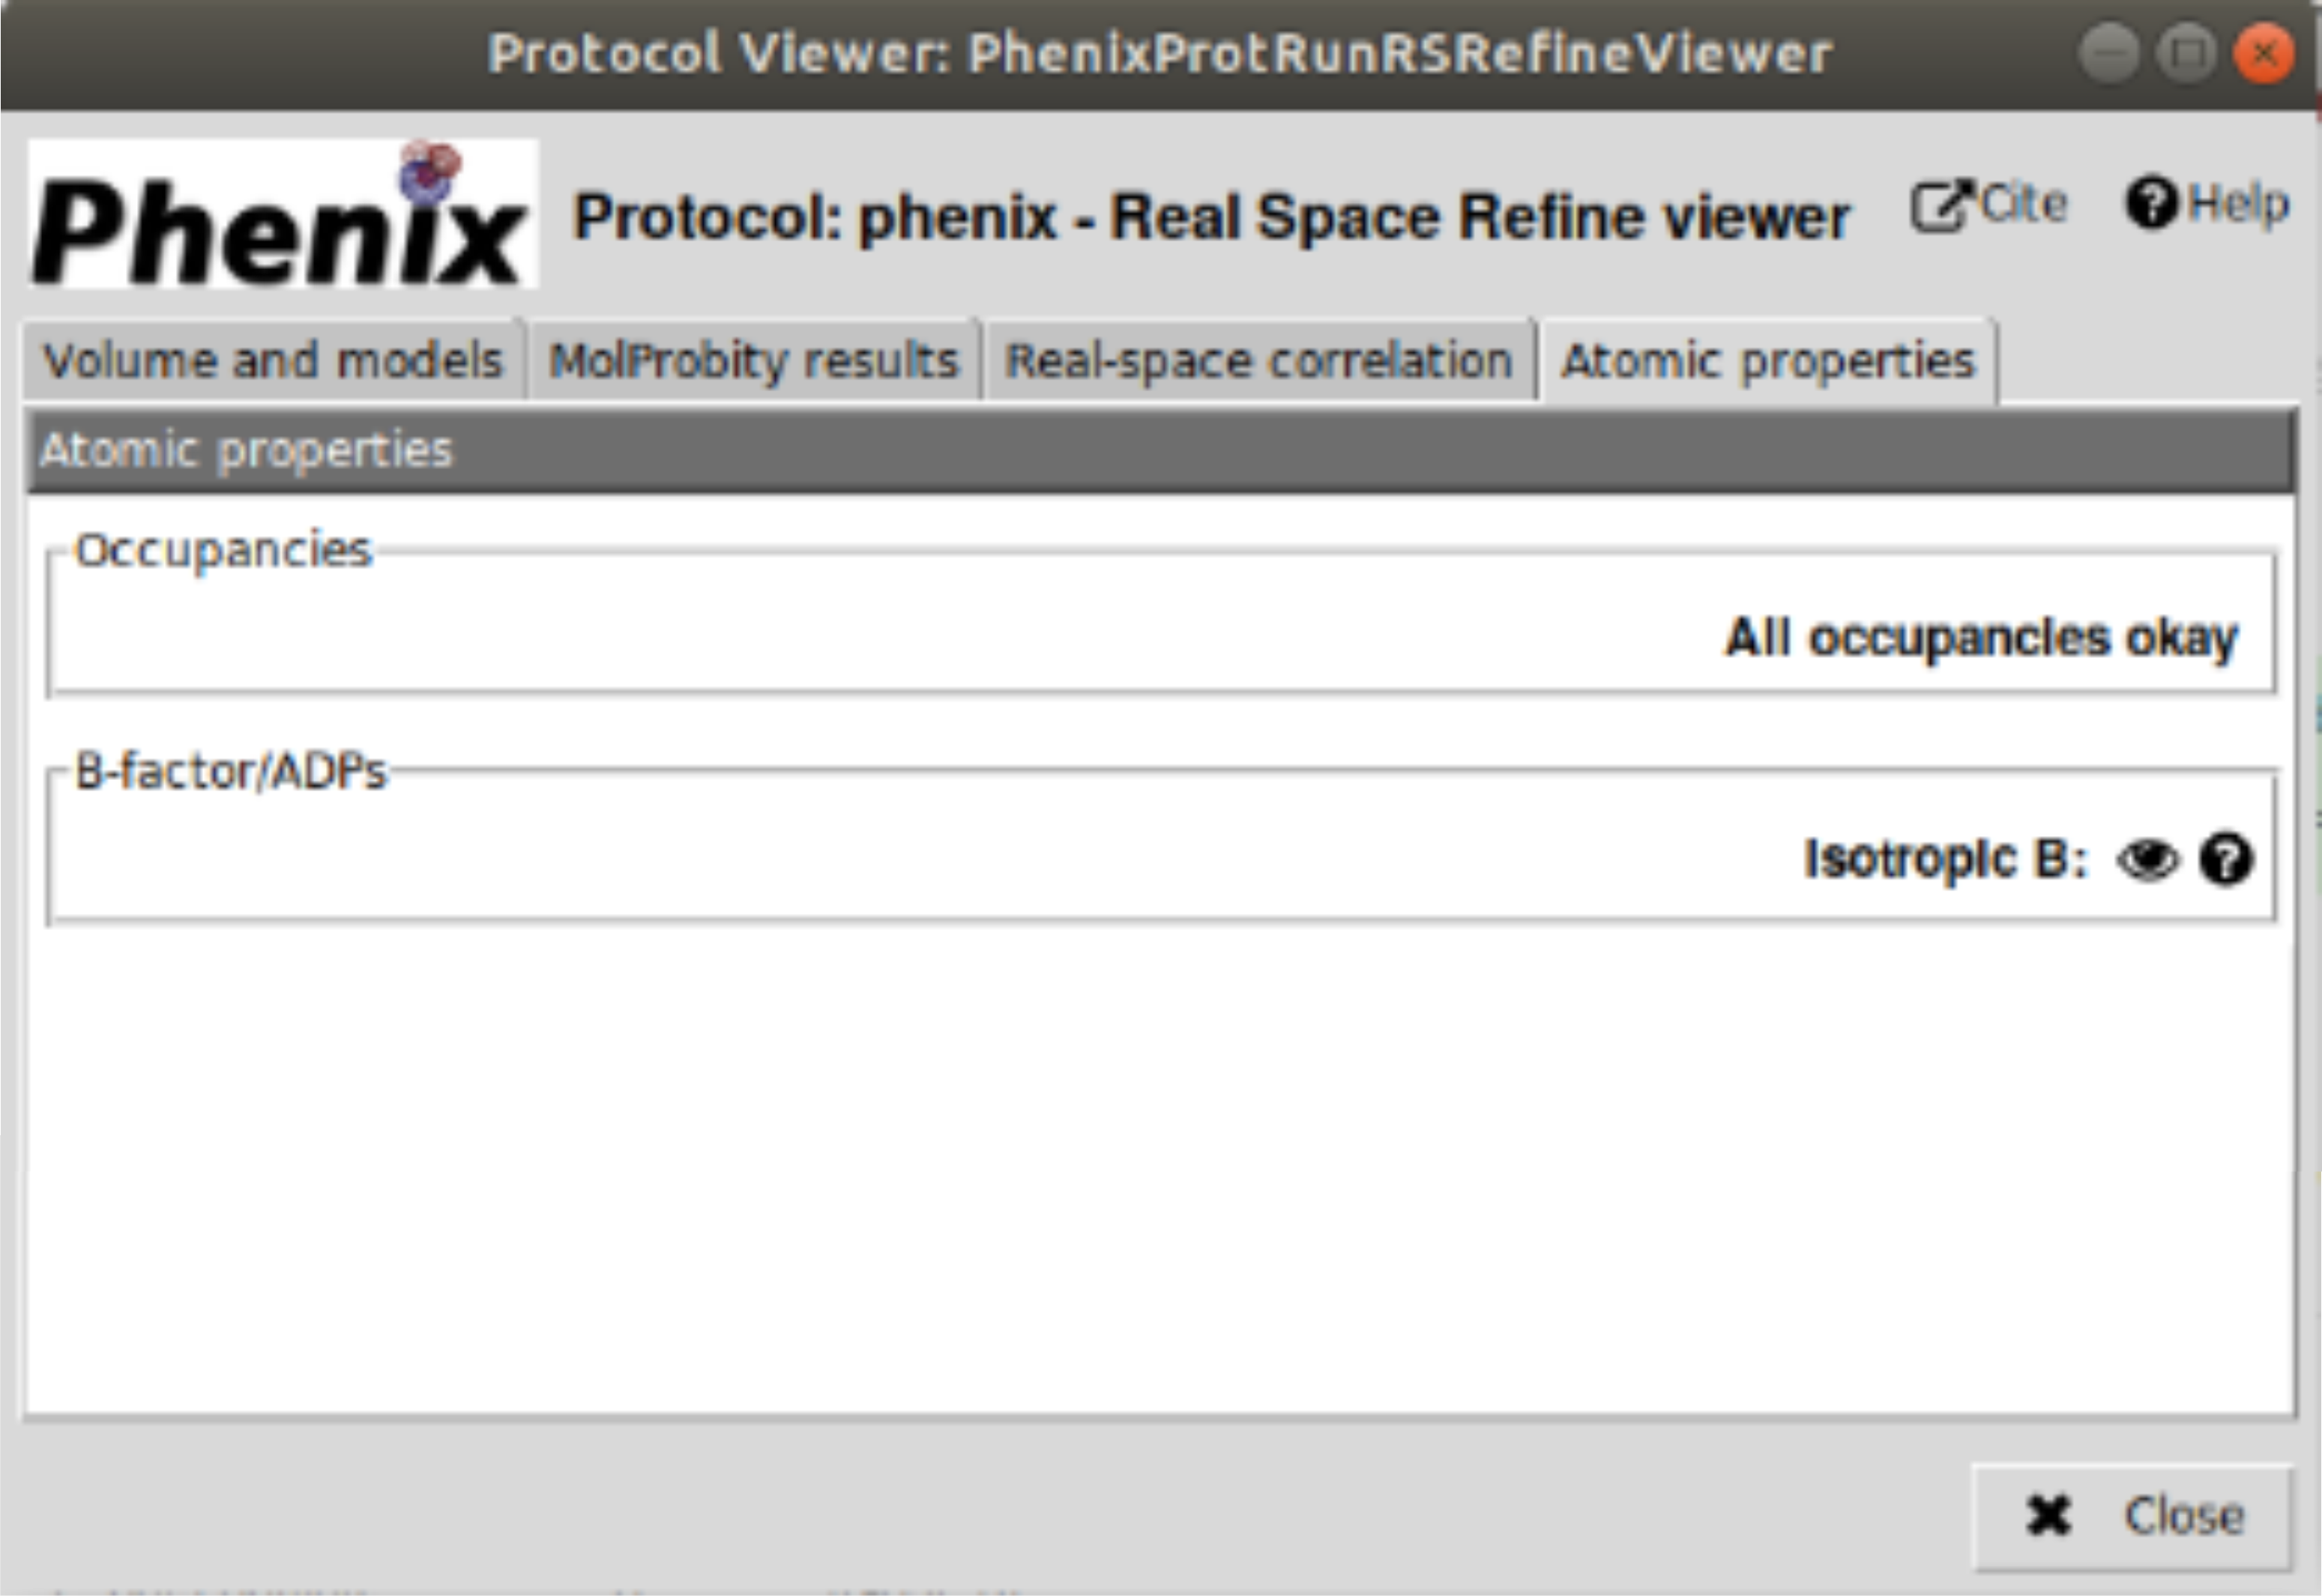 Protocol Viewer: PhenixProtRunRSRefineViewer
Phenix
Protocol: phenix - Real Space Refine viewer
Cite
Help
Volume and models
MolProbity results
Real-space correlation
Atomic properties
Atomic properties
Occupancies
All occupancies okay
B-factor/ADPs
Isotropic B:
Close